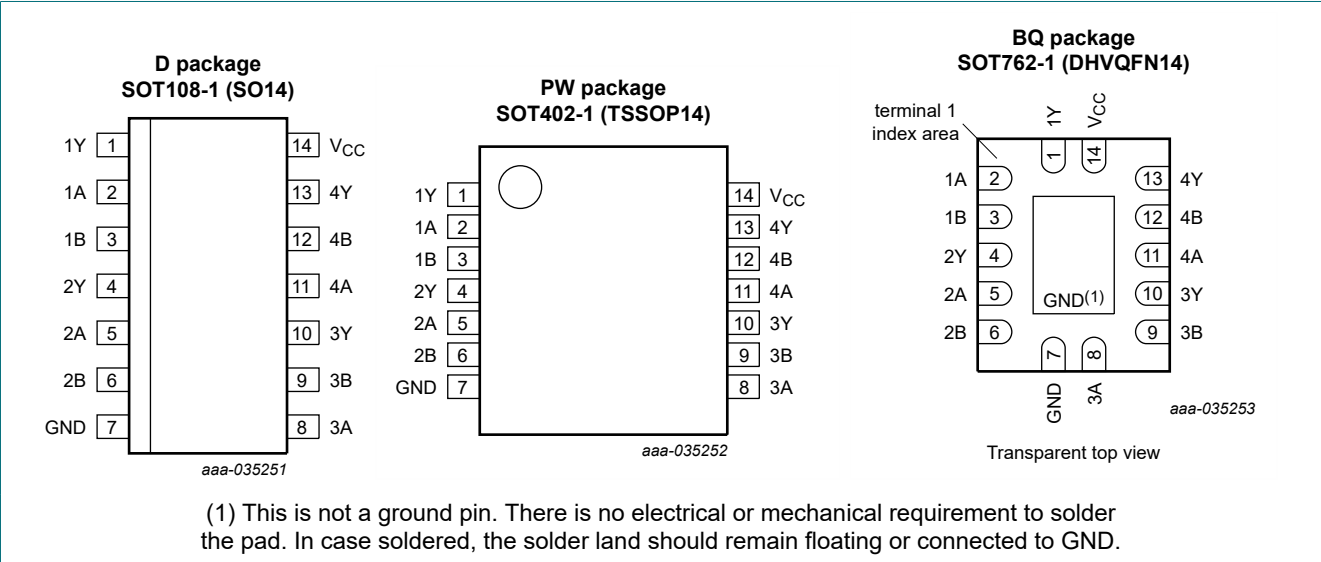 D package
SOT108-1 (SO14)
1Y 1
1A 2
1B 3
2Y 4
2A 5
2B 6
GND 7
14 VCC
13 4Y
12 4B
11 4A
10 3Y
9 3B
8 3A
aaa-035251
PW package
SOT402-1 (TSSOP14)
1Y 1
1A 2
1B 3
2Y 4
2A 5
2B 6
GND 7
14 VCC
13 4Y
12 4B
11 4A
10 3Y
9 3B
8 3A
aaa-035252
BQ package
SOT762-1 (DHVQFN14)
terminal 1
index area
1Y 1
VCC 14
1A 2
1B 3
2Y 4
2A 5
2B 6
13 4Y
12 4B
11 4A
10 3Y
9 3B
GND(1)
7 GND
8 3A
aaa-035253
Transparent top view
(1) This is not a ground pin. There is no electrical or mechanical requirement to solder
the pad. In case soldered, the solder land should remain floating or connected to GND.